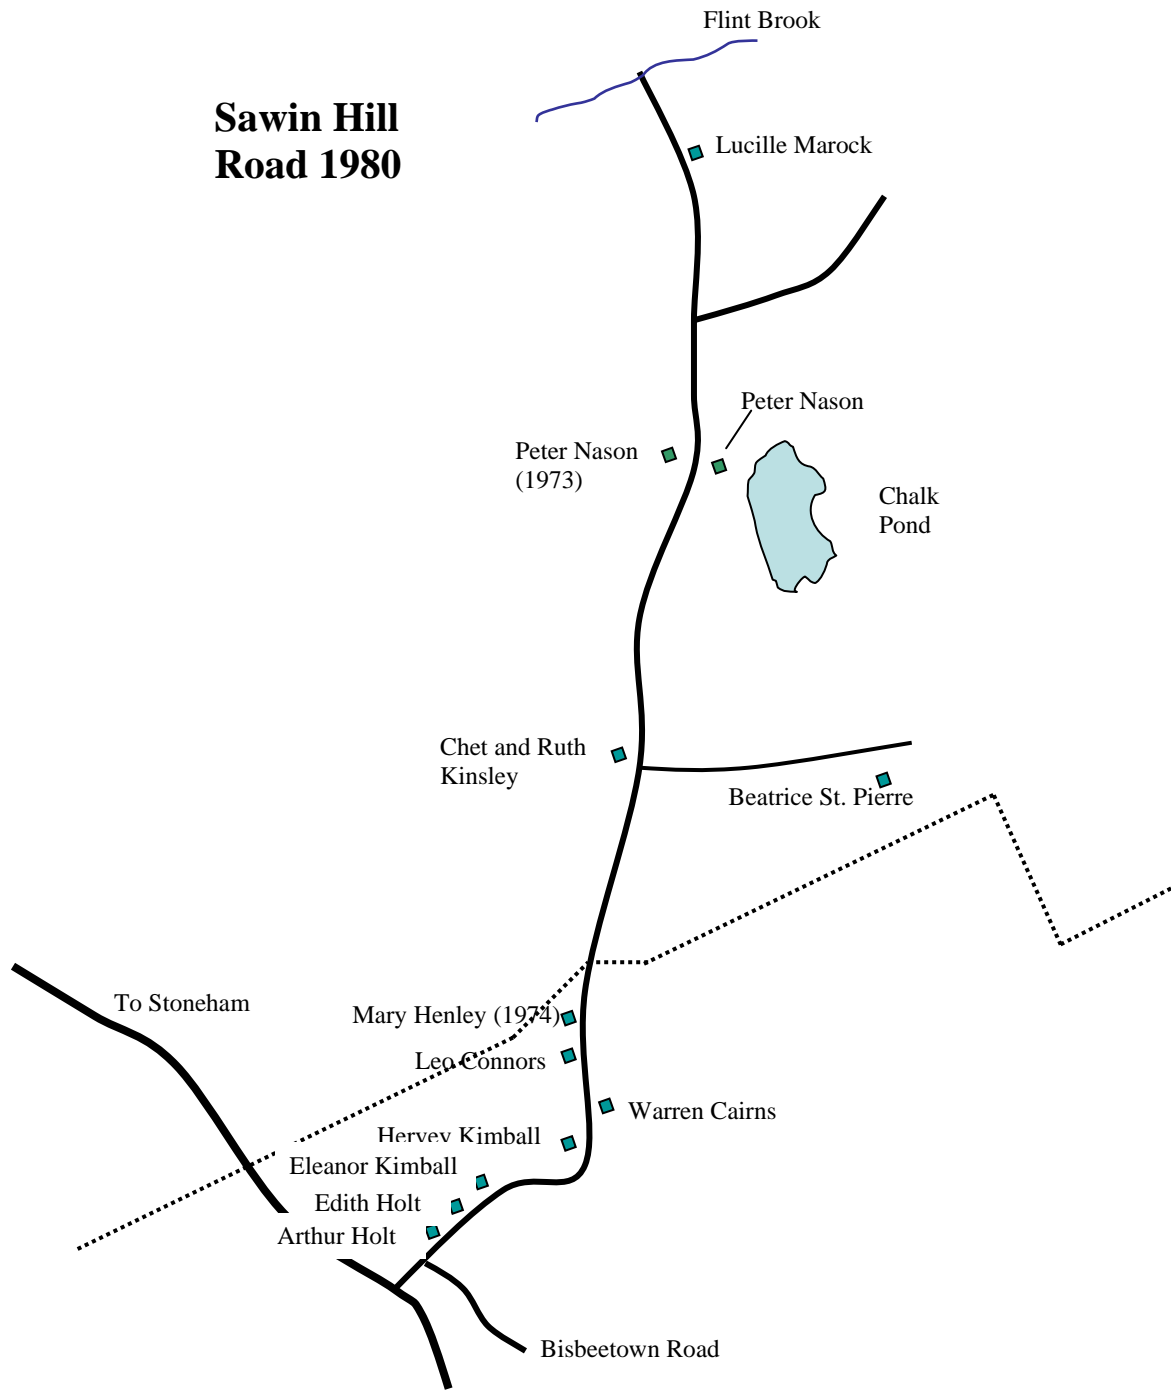 Flint Brook
Sawin Hill
Road 1980
Lucille Marock
Peter Nason
Peter Nason
(1973)
Chalk
Pond
Chet and Ruth
Kinsley
Beatrice St. Pierre
To Stoneham
Mary Henley (1974)
Leo Connors
Warren Cairns
Hervey Kimball
Eleanor Kimball
Edith Holt
Arthur Holt
Bisbeetown Road